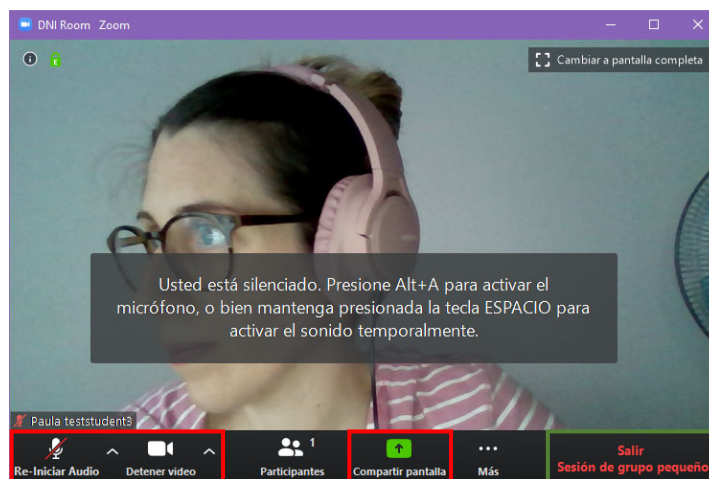 DNI Room Zoom
Cambiar a pantalla completa
E
Usted está silenciado. Presione Alt+A para activar el
micrófono, o bien mantenga presionada la tecla ESPACIO para
activar el sonido temporalmente.
Paula teststudent3
1
Re-Iniciar Audio
Detener video
Participantes
Compartir pantalla
Más
Salir
Sesión de grupo pequeño